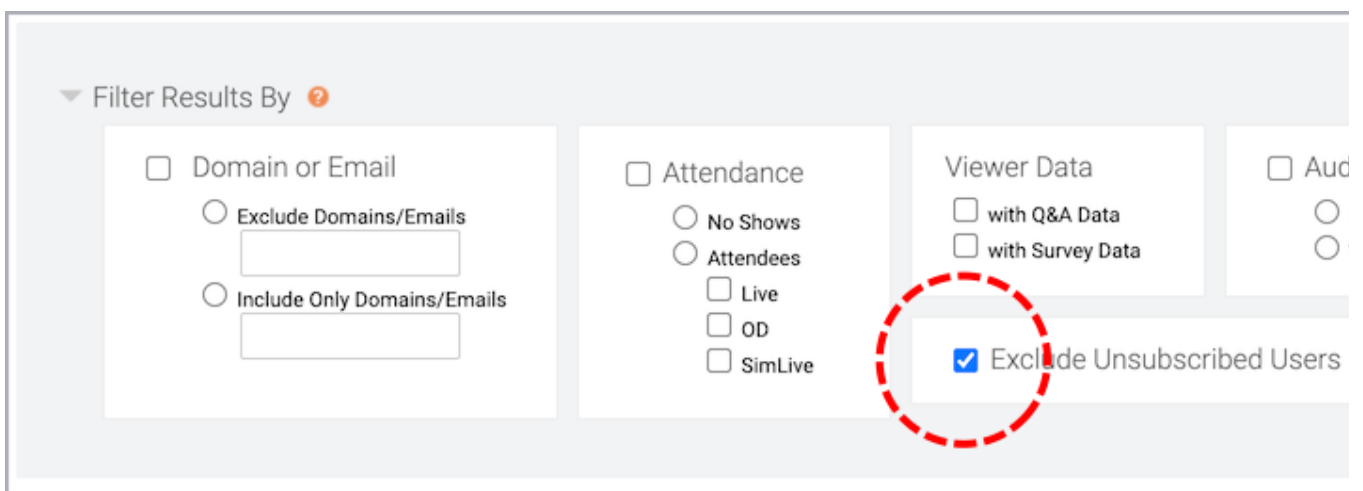 Filter Results By ?
Domain or Email
Exclude Domains/Emails
Include Only Domains/Emails
Attendance
No Shows
Attendees
Live
OD
SimLive
Viewer Data
with Q&A Data
with Survey Data
Exclude Unsubscribed Users
Aud